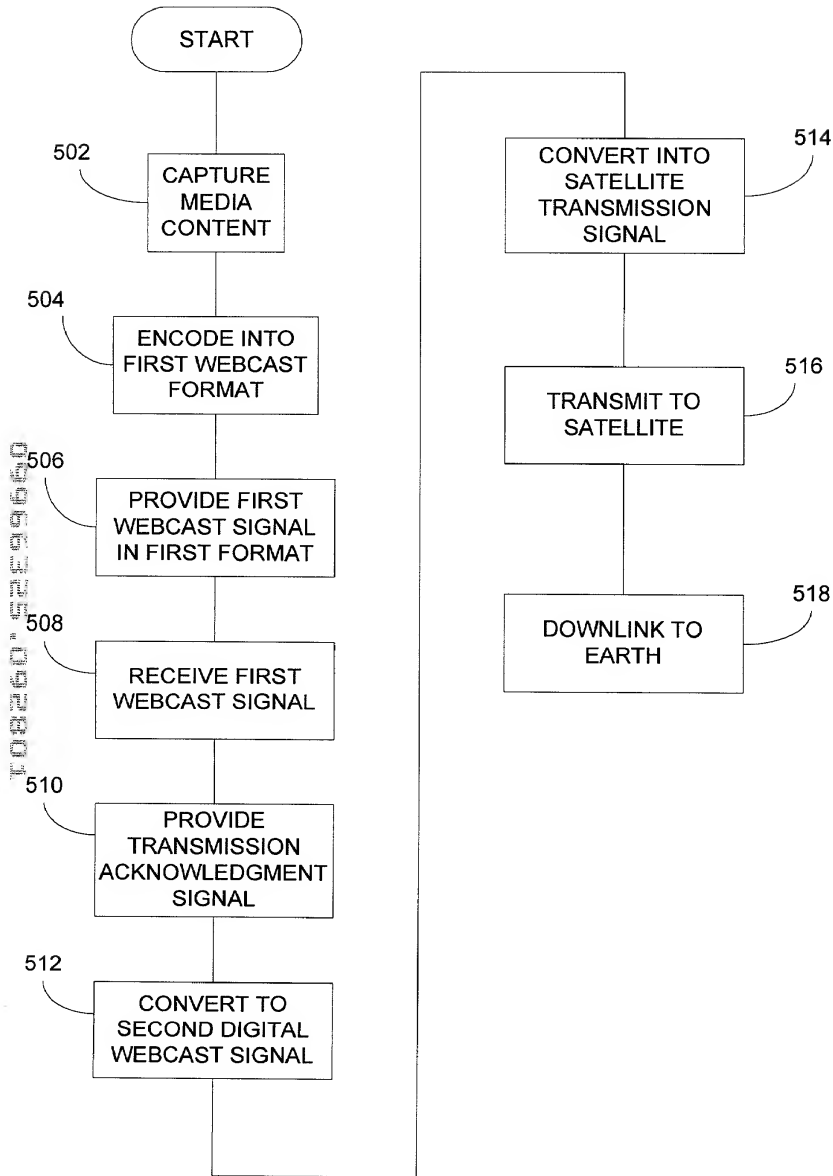 START
502
CAPTURE
MEDIA
CONTENT
504
ENCODE INTO
FIRST WEBCAST
FORMAT
506
PROVIDE FIRST
WEBCAST SIGNAL
IN FIRST FORMAT
508
RECEIVE FIRST
WEBCAST SIGNAL
510
PROVIDE
TRANSMISSION
ACKNOWLEDGMENT
SIGNAL
512
CONVERT TO
SECOND DIGITAL
WEBCAST SIGNAL
514
CONVERT INTO
SATELLITE
TRANSMISSION
SIGNAL
516
TRANSMIT TO
SATELLITE
518
DOWNLINK TO
EARTH
09966325.092801